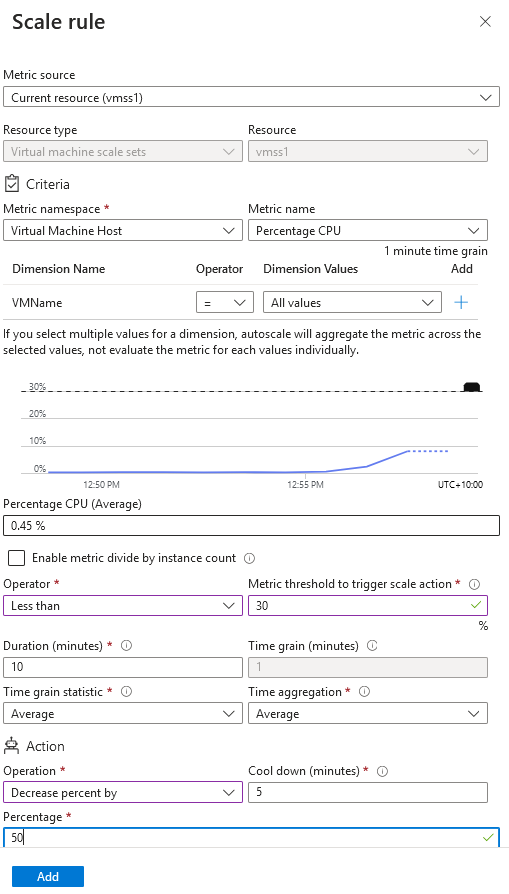 Scale rule
Metric source
Current resource (vmss1)
Resource type
Resource
Virtual machine scale sets
vmss1
Criteria
Metric namespace *
Metric name
Virtual Machine Host
Percentage CPU
1 minute time grain
Dimension Name
Operator
Dimension Values
Add
VMName
=
All values
If you select multiple values for a dimension, autoscale will aggregate the metric across the
selected values, not evaluate the metric for each values individually.
30%
20%
10%
0%
12:50 PM
12:55 PM
UTC+10:00
Percentage CPU (Average)
0.45 %
Enable metric divide by instance count
Operator *
Metric threshold to trigger scale action *
Less than
30
%
Duration (minutes) *
Time grain (minutes)
10
1
Time grain statistic *
Time aggregation *
Average
Average
Action
Operation *
Cool down (minutes) *
Decrease percent by
5
Percentage *
50
Add